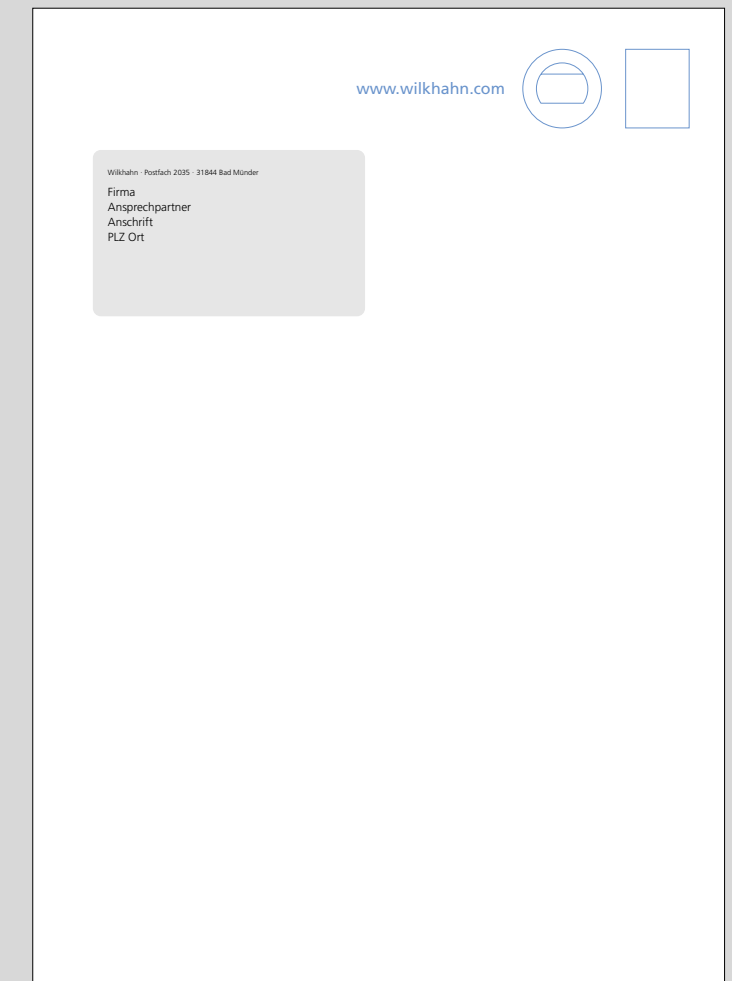 www.wilkhahn.com
Wilkhahn · Postfach 2035 · 31844 Bad Münder
Firma
Ansprechpartner
Anschrift
PLZ Ort